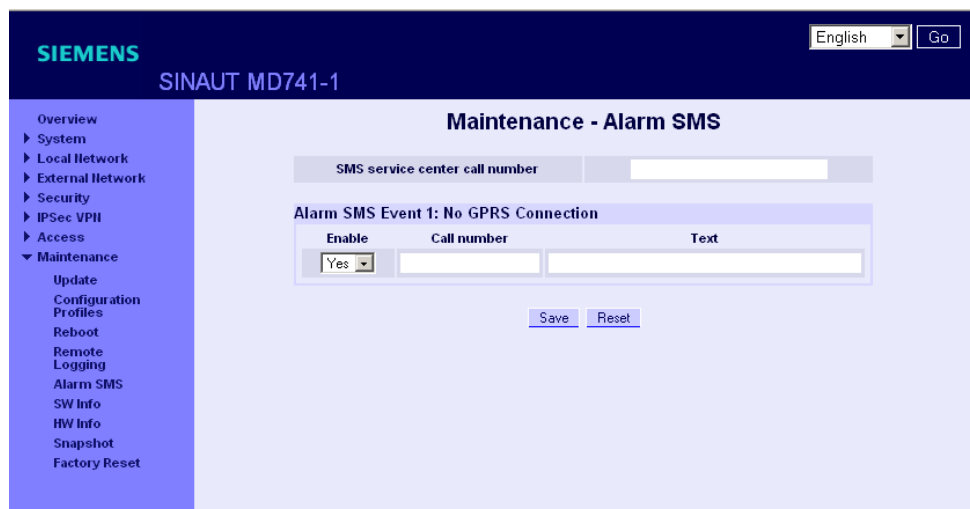 SIEMENS
SINAUT MD741-1
English
Go
Overview
System
Local Network
External Network
Security
IPSec VPN
Access
Maintenance
Update
Configuration
Profiles
Reboot
Remote
Logging
Alarm SMS
SW Info
HW Info
Snapshot
Factory Reset
Maintenance - Alarm SMS
SMS service center call number
Alarm SMS Event 1: No GPRS Connection
Enable Call number Text
Yes
Save Reset